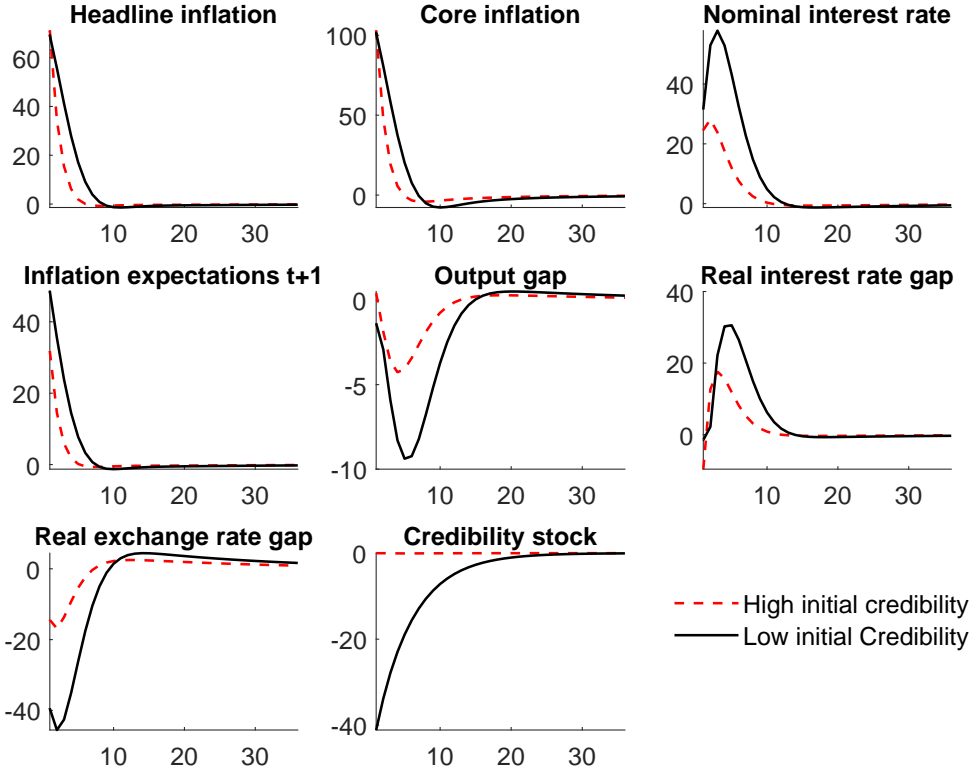 Headline inflation
60
40
20
0
10 20 30
Core inflation
100
50
0
10 20 30
Nominal interest rate
40
20
0
10 20 30
Inflation expectations t+1
40
20
0
10 20 30
Output gap
0
-5
-10
10 20 30
Real interest rate gap
40
20
0
10 20 30
Real exchange rate gap
0
-20
-40
10 20 30
Credibility stock
0
-20
-40
10 20 30
High initial credibility
Low initial Credibility